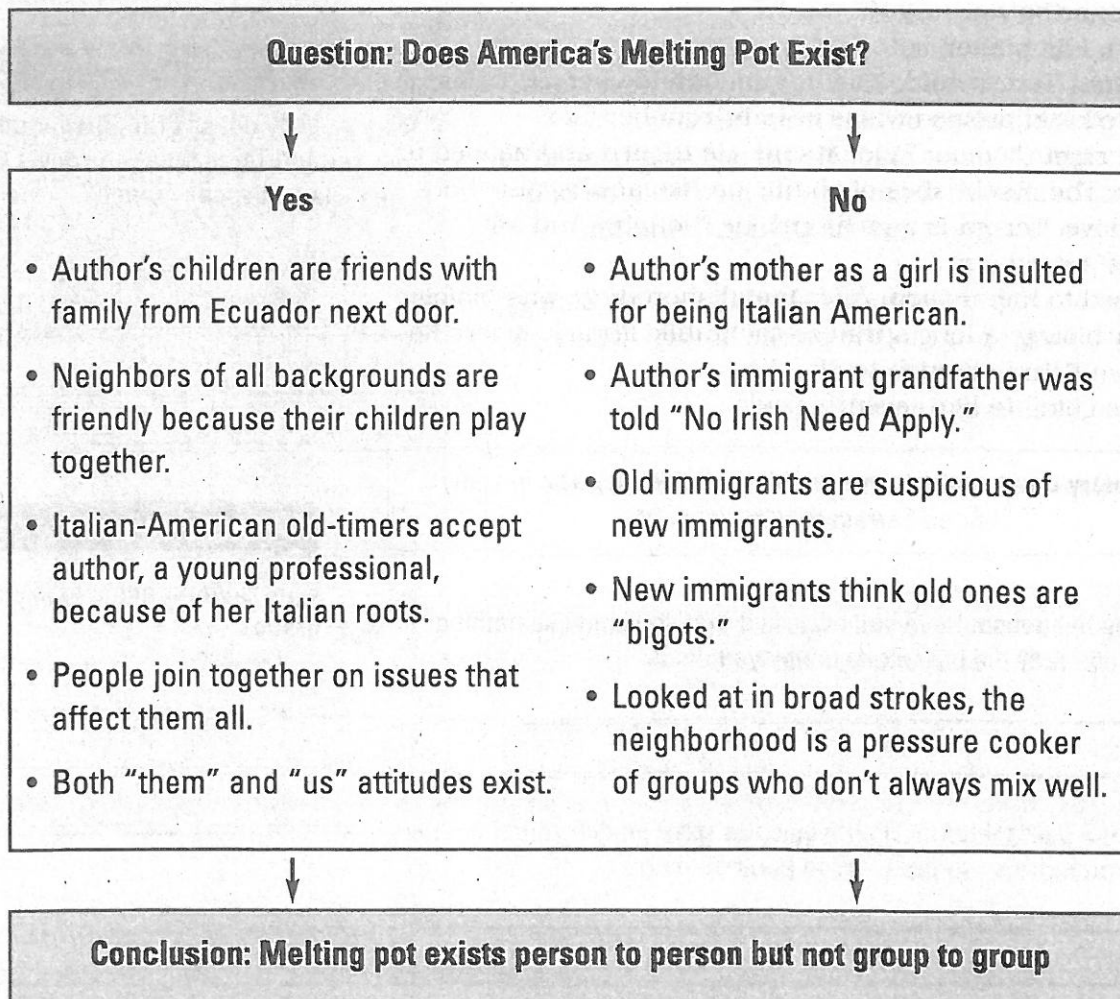 Question: Does America's Melting Pot Exist?
Yes
• Author's children are friends with
family from Ecuador next door.
• Neighbors of all backgrounds are
friendly because their children play
together.
• Italian-American old-timers accept
author, a young professional,
because of her Italian roots.
• People join together on issues that
affect them all.
• Both "them" and "us" attitudes exist.
No
• Author's mother as a girl is insulted
for being Italian American.
• Author's immigrant grandfather was
told "No Irish Need Apply."
• Old immigrants are suspicious of
new immigrants.
• New immigrants think old ones are
"bigots."
• Looked at in broad strokes, the
neighborhood is a pressure cooker
of groups who don't always mix well.
Conclusion: Melting pot exists person to person but not group to group